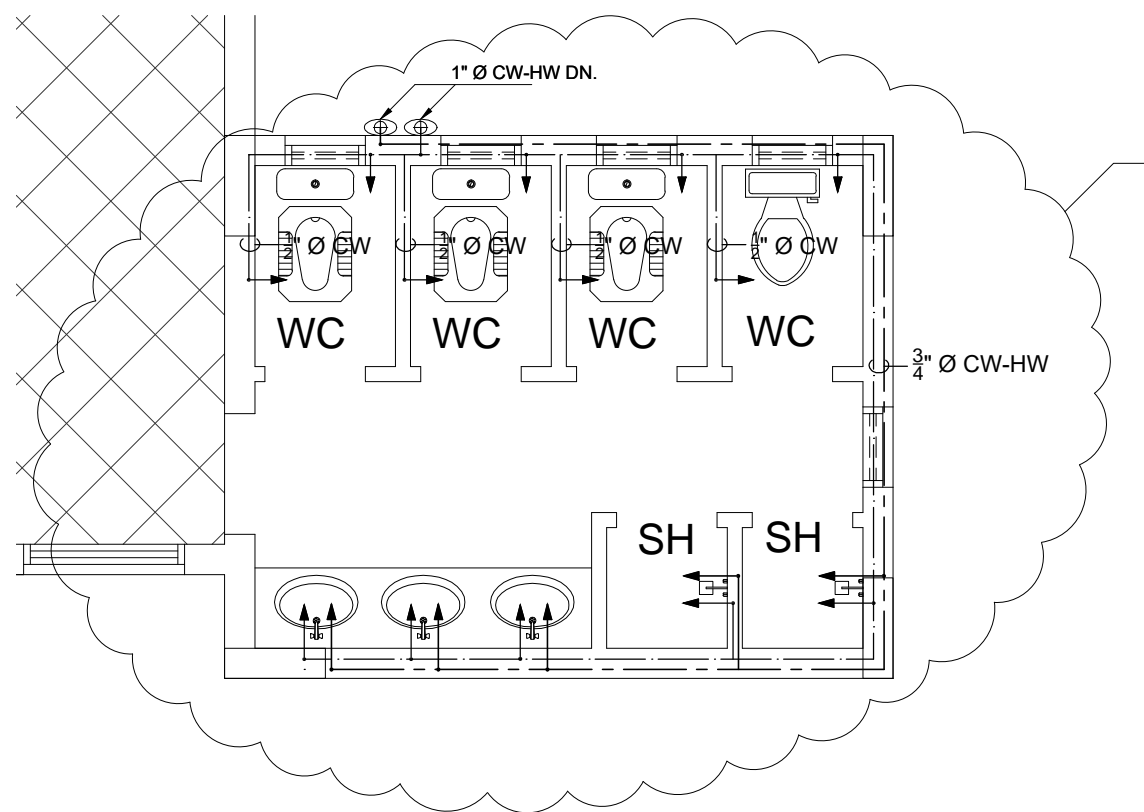 1" Ø CW-HW DN.
1/2" Ø CW
1/2" Ø CW
1/2" Ø CW
1/2" Ø CW
WC
WC
WC
WC
3/4" Ø CW-HW
SH
SH